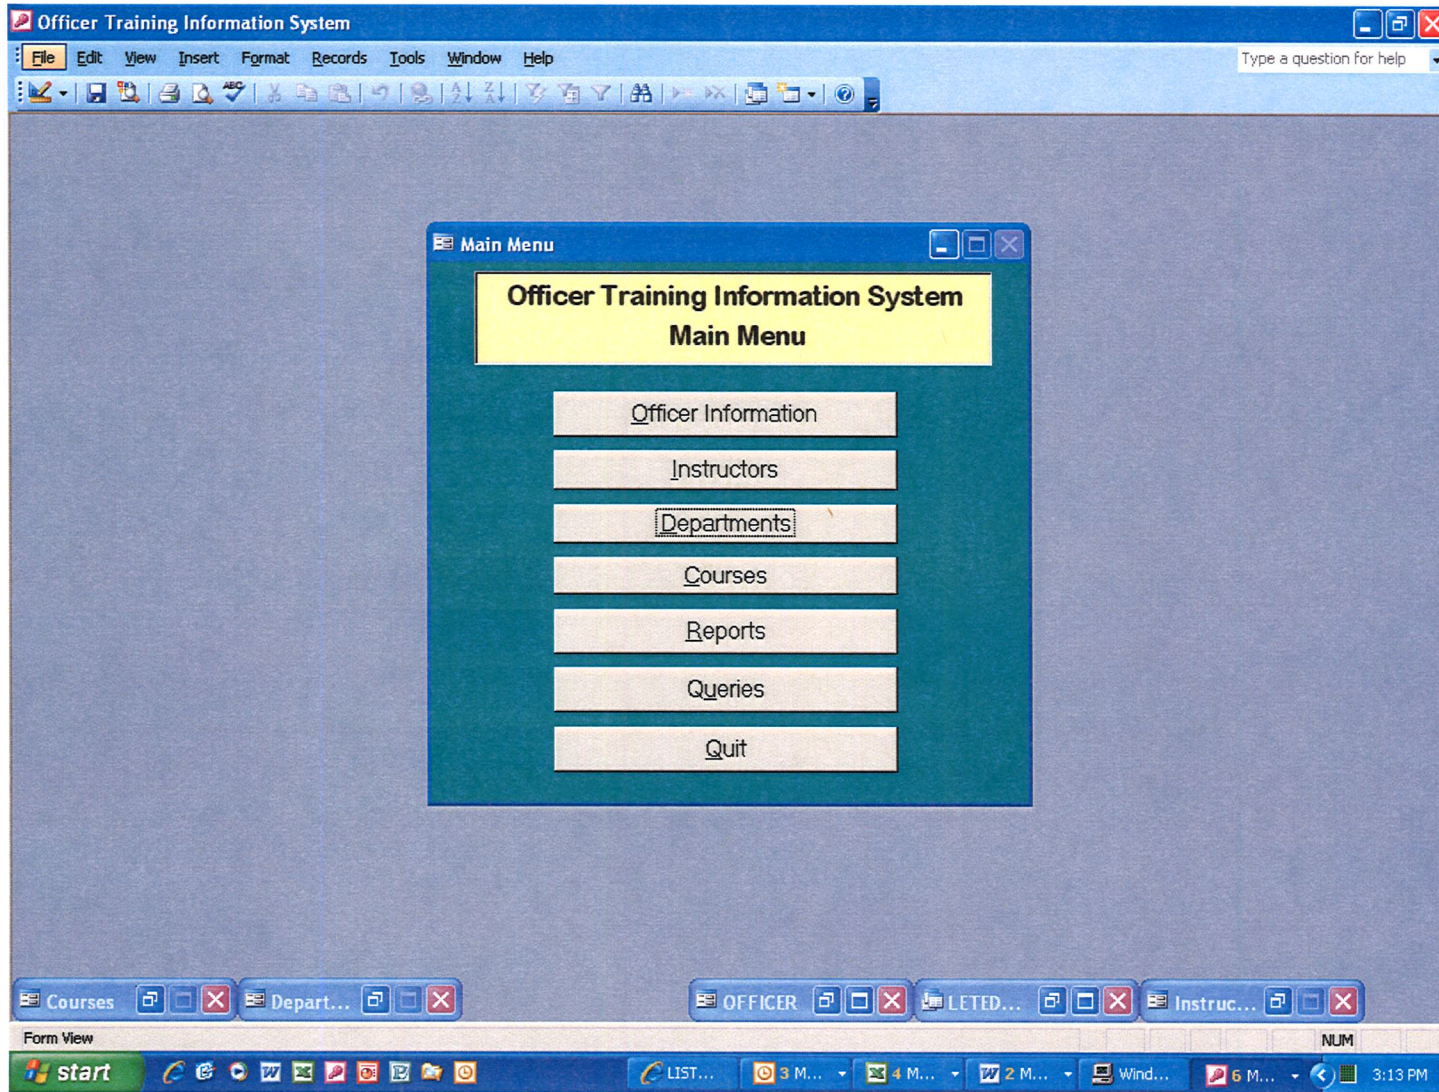 Officer Training Information System
File Edit View Insert Format Records Tools Window Help
Type a question for help
Main Menu
Officer Training Information System
Main Menu
Officer Information
Instructors
Departments
Courses
Reports
Queries
Quit
Courses Depart... OFFICER LETED... Instruc...
Form View NUM
start LIST... 3 M... 4 M... 2 M... Wind... 6 M... 3:13 PM